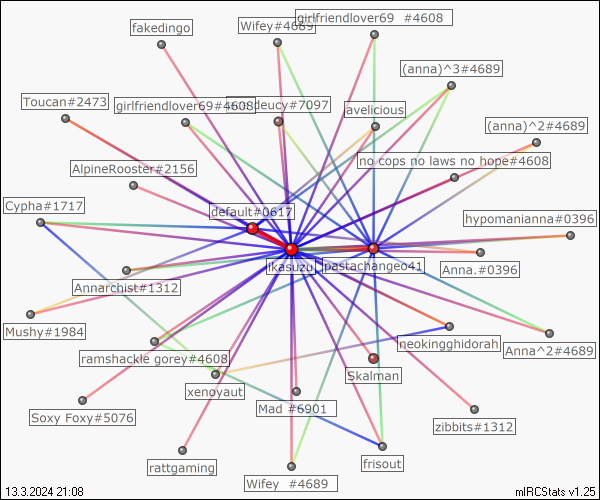 girlfriendlover69 #4608
fakedingo
Wifey#4689
(anna)^3#4689
Toucan#2473
girlfriendlover69#4608
deucy#7097
avelicious
(anna)^2#4689
no cops no laws no hope#4608
AlpineRooster#2156
Cypha#1717
default#0617
hypomanianna#0396
ikasuzu
pastachangeo41
Anna.#0396
Annarchist#1312
Mushy#1984
neokingghidorah
Anna^2#4689
ramshackle gorey#4608
xenoyaut
Skalman
Mad #6901
Soxy Foxy#5076
zibbits#1312
rattgaming
frisout
Wifey #4689
13.3.2024 21:08
mIRCStats v1.25